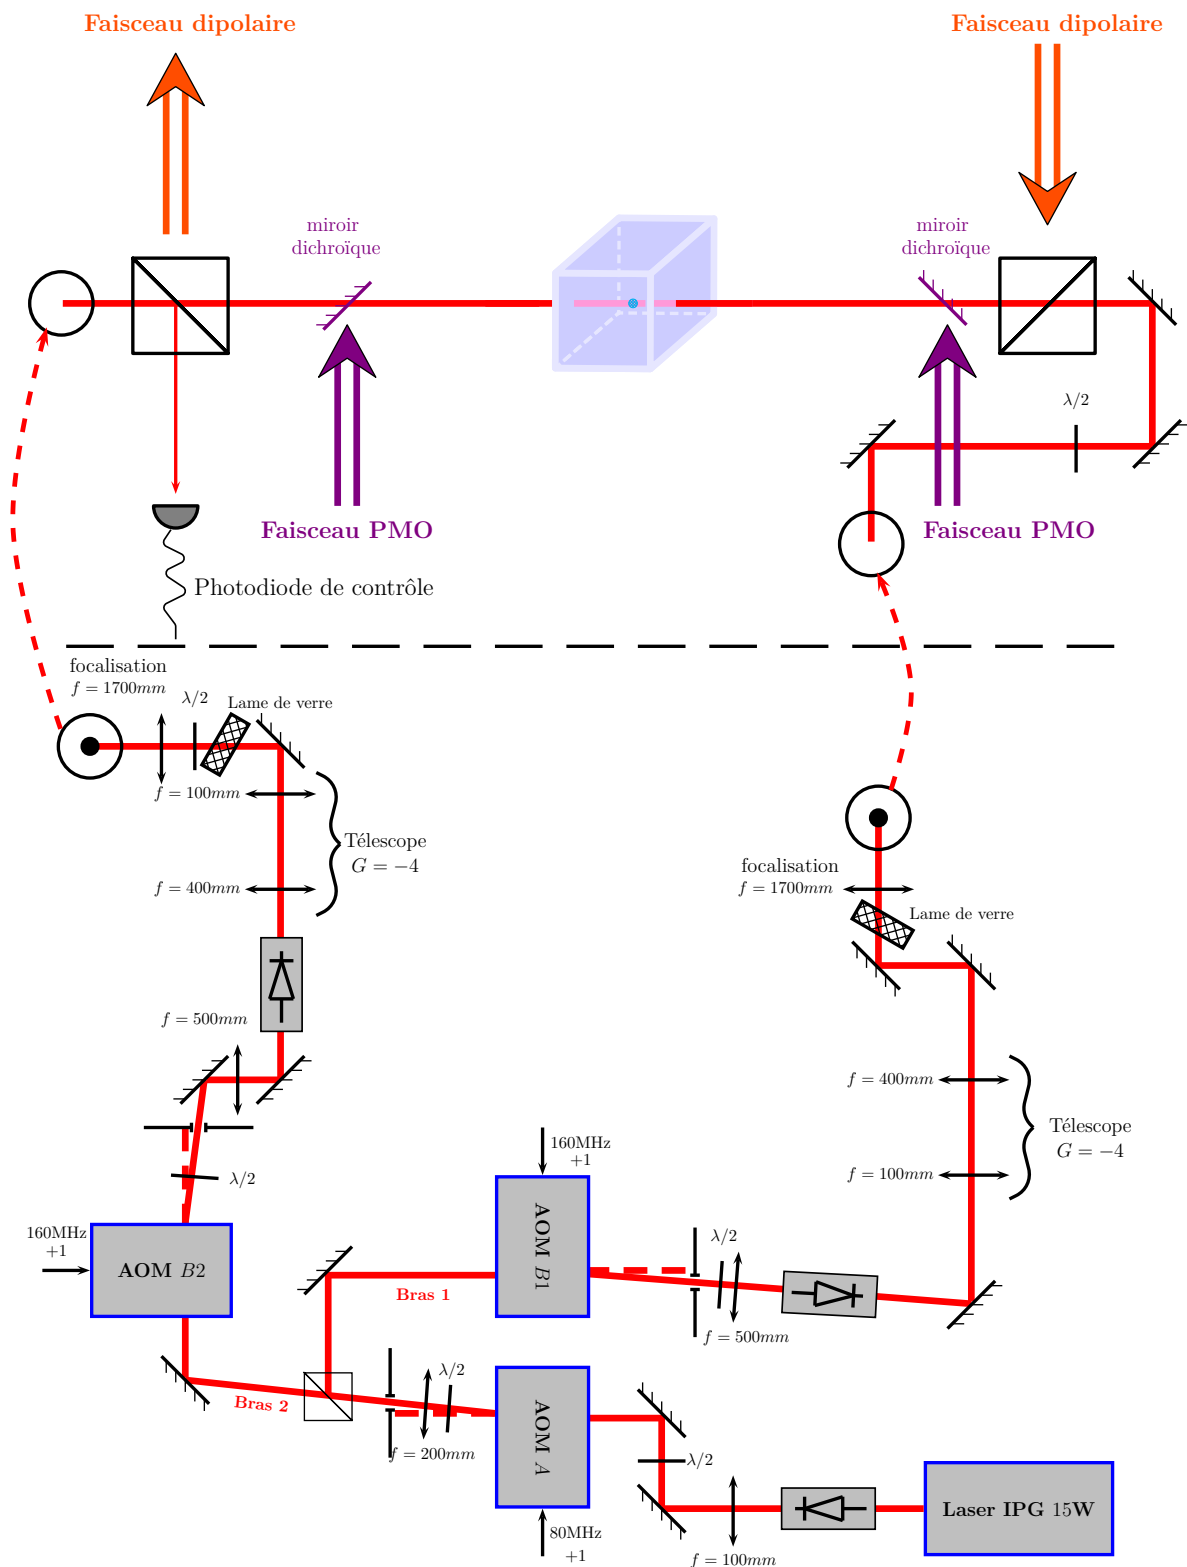 Faisceau dipolaire
Faisceau dipolaire
miroir
dichroïque
miroir
dichroïque
λ/2
Faisceau PMO
Faisceau PMO
Photodiode de contrôle
focalisation
f = 1700mm
λ/2
Lame de verre
f = 100mm
Télescope
G = −4
f = 400mm
focalisation
f = 1700mm
Lame de verre
f = 500mm
f = 400mm
Télescope
G = −4
f = 100mm
λ/2
160MHz
+1
160MHz
+1
AOM B2
AOM B1
λ/2
Bras 1
f = 500mm
λ/2
Bras 2
AOM A
f = 200mm
λ/2
Laser IPG 15W
80MHz
+1
f = 100mm